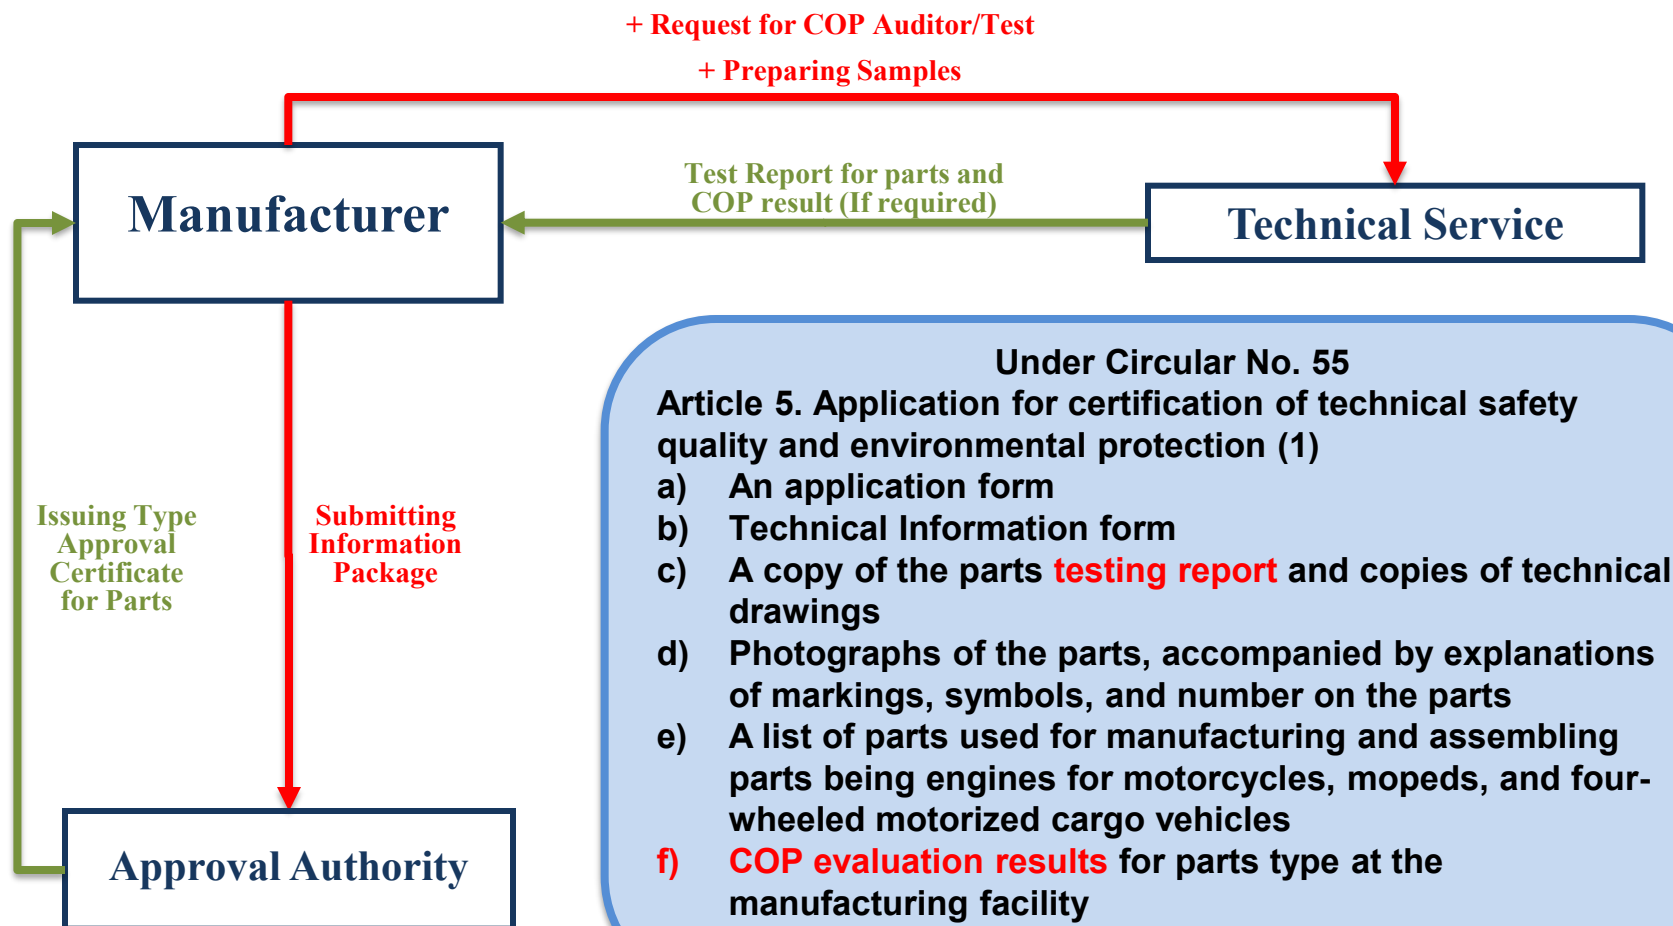 + Request for COP Auditor/Test
+ Preparing Samples
Manufacturer
Test Report for parts and
COP result (If required)
Technical Service
Issuing Type
Approval
Certificate
for Parts
Submitting
Information
Package
Approval Authority
Under Circular No. 55
Article 5. Application for certification of technical safety
quality and environmental protection (1)
a) An application form
b) Technical Information form
c) A copy of the parts testing report and copies of technical
drawings
d) Photographs of the parts, accompanied by explanations
of markings, symbols, and number on the parts
e) A list of parts used for manufacturing and assembling
parts being engines for motorcycles, mopeds, and four-
wheeled motorized cargo vehicles
f) COP evaluation results for parts type at the
manufacturing facility